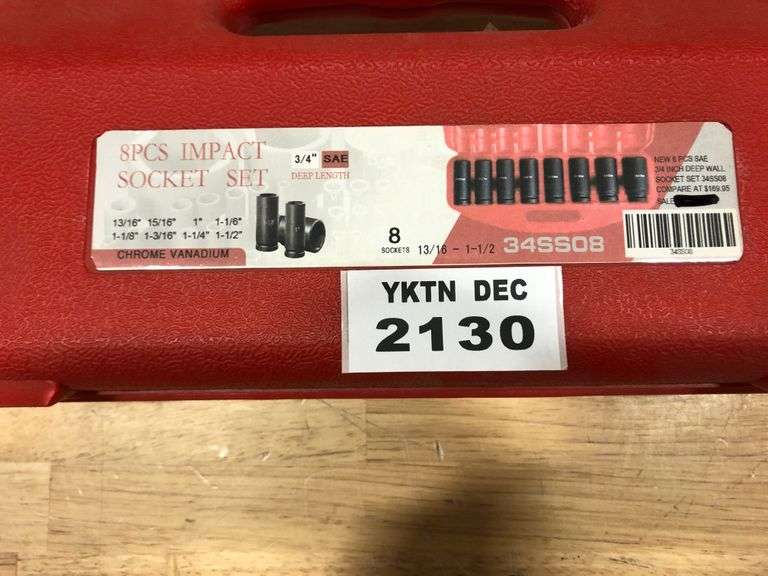 8PCS IMPACT
SOCKET SET
3/4" SAE
DEEP LENGTH
13/16" 15/16" 1" 1-1/6"
1-1/8" 1-3/16" 1-1/4" 1-1/2"
CHROME VANADIUM
8
SOCKETS
13/16 - 1-1/2
34SS08
NEW 8 PCS SAE
3/4 INCH DEEP WALL
SOCKET SET 34SS08
COMPARE AT $169.95
SALE
34SS08
YKTN DEC
2130